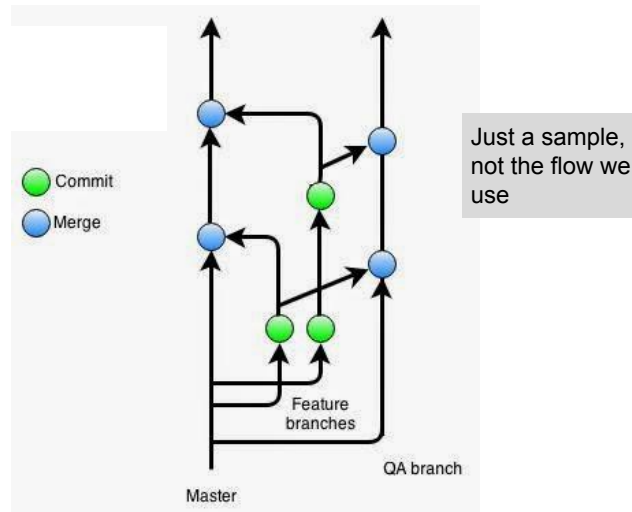 Just a sample,
not the flow we
use
Commit
Merge
Feature
branches
QA branch
Master